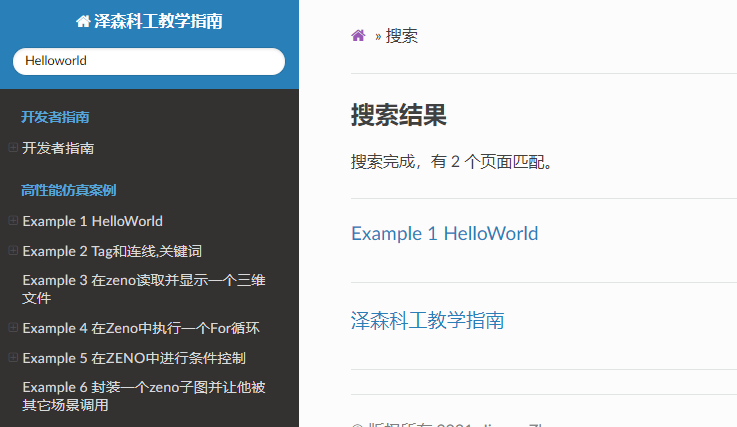 泽森科工教学指南
Helloworld
开发者指南
开发者指南
高性能仿真案例
Example 1 HelloWorld
Example 2 Tag和连线,关键词
Example 3 在zeno读取并显示一个三维
文件
Example 4 在Zeno中执行一个For循环
Example 5 在ZENO中进行条件控制
Example 6 封装一个zeno子图并让他被
其它场景调用
» 搜索
搜索结果
搜索完成，有 2 个页面匹配。
Example 1 HelloWorld
泽森科工教学指南